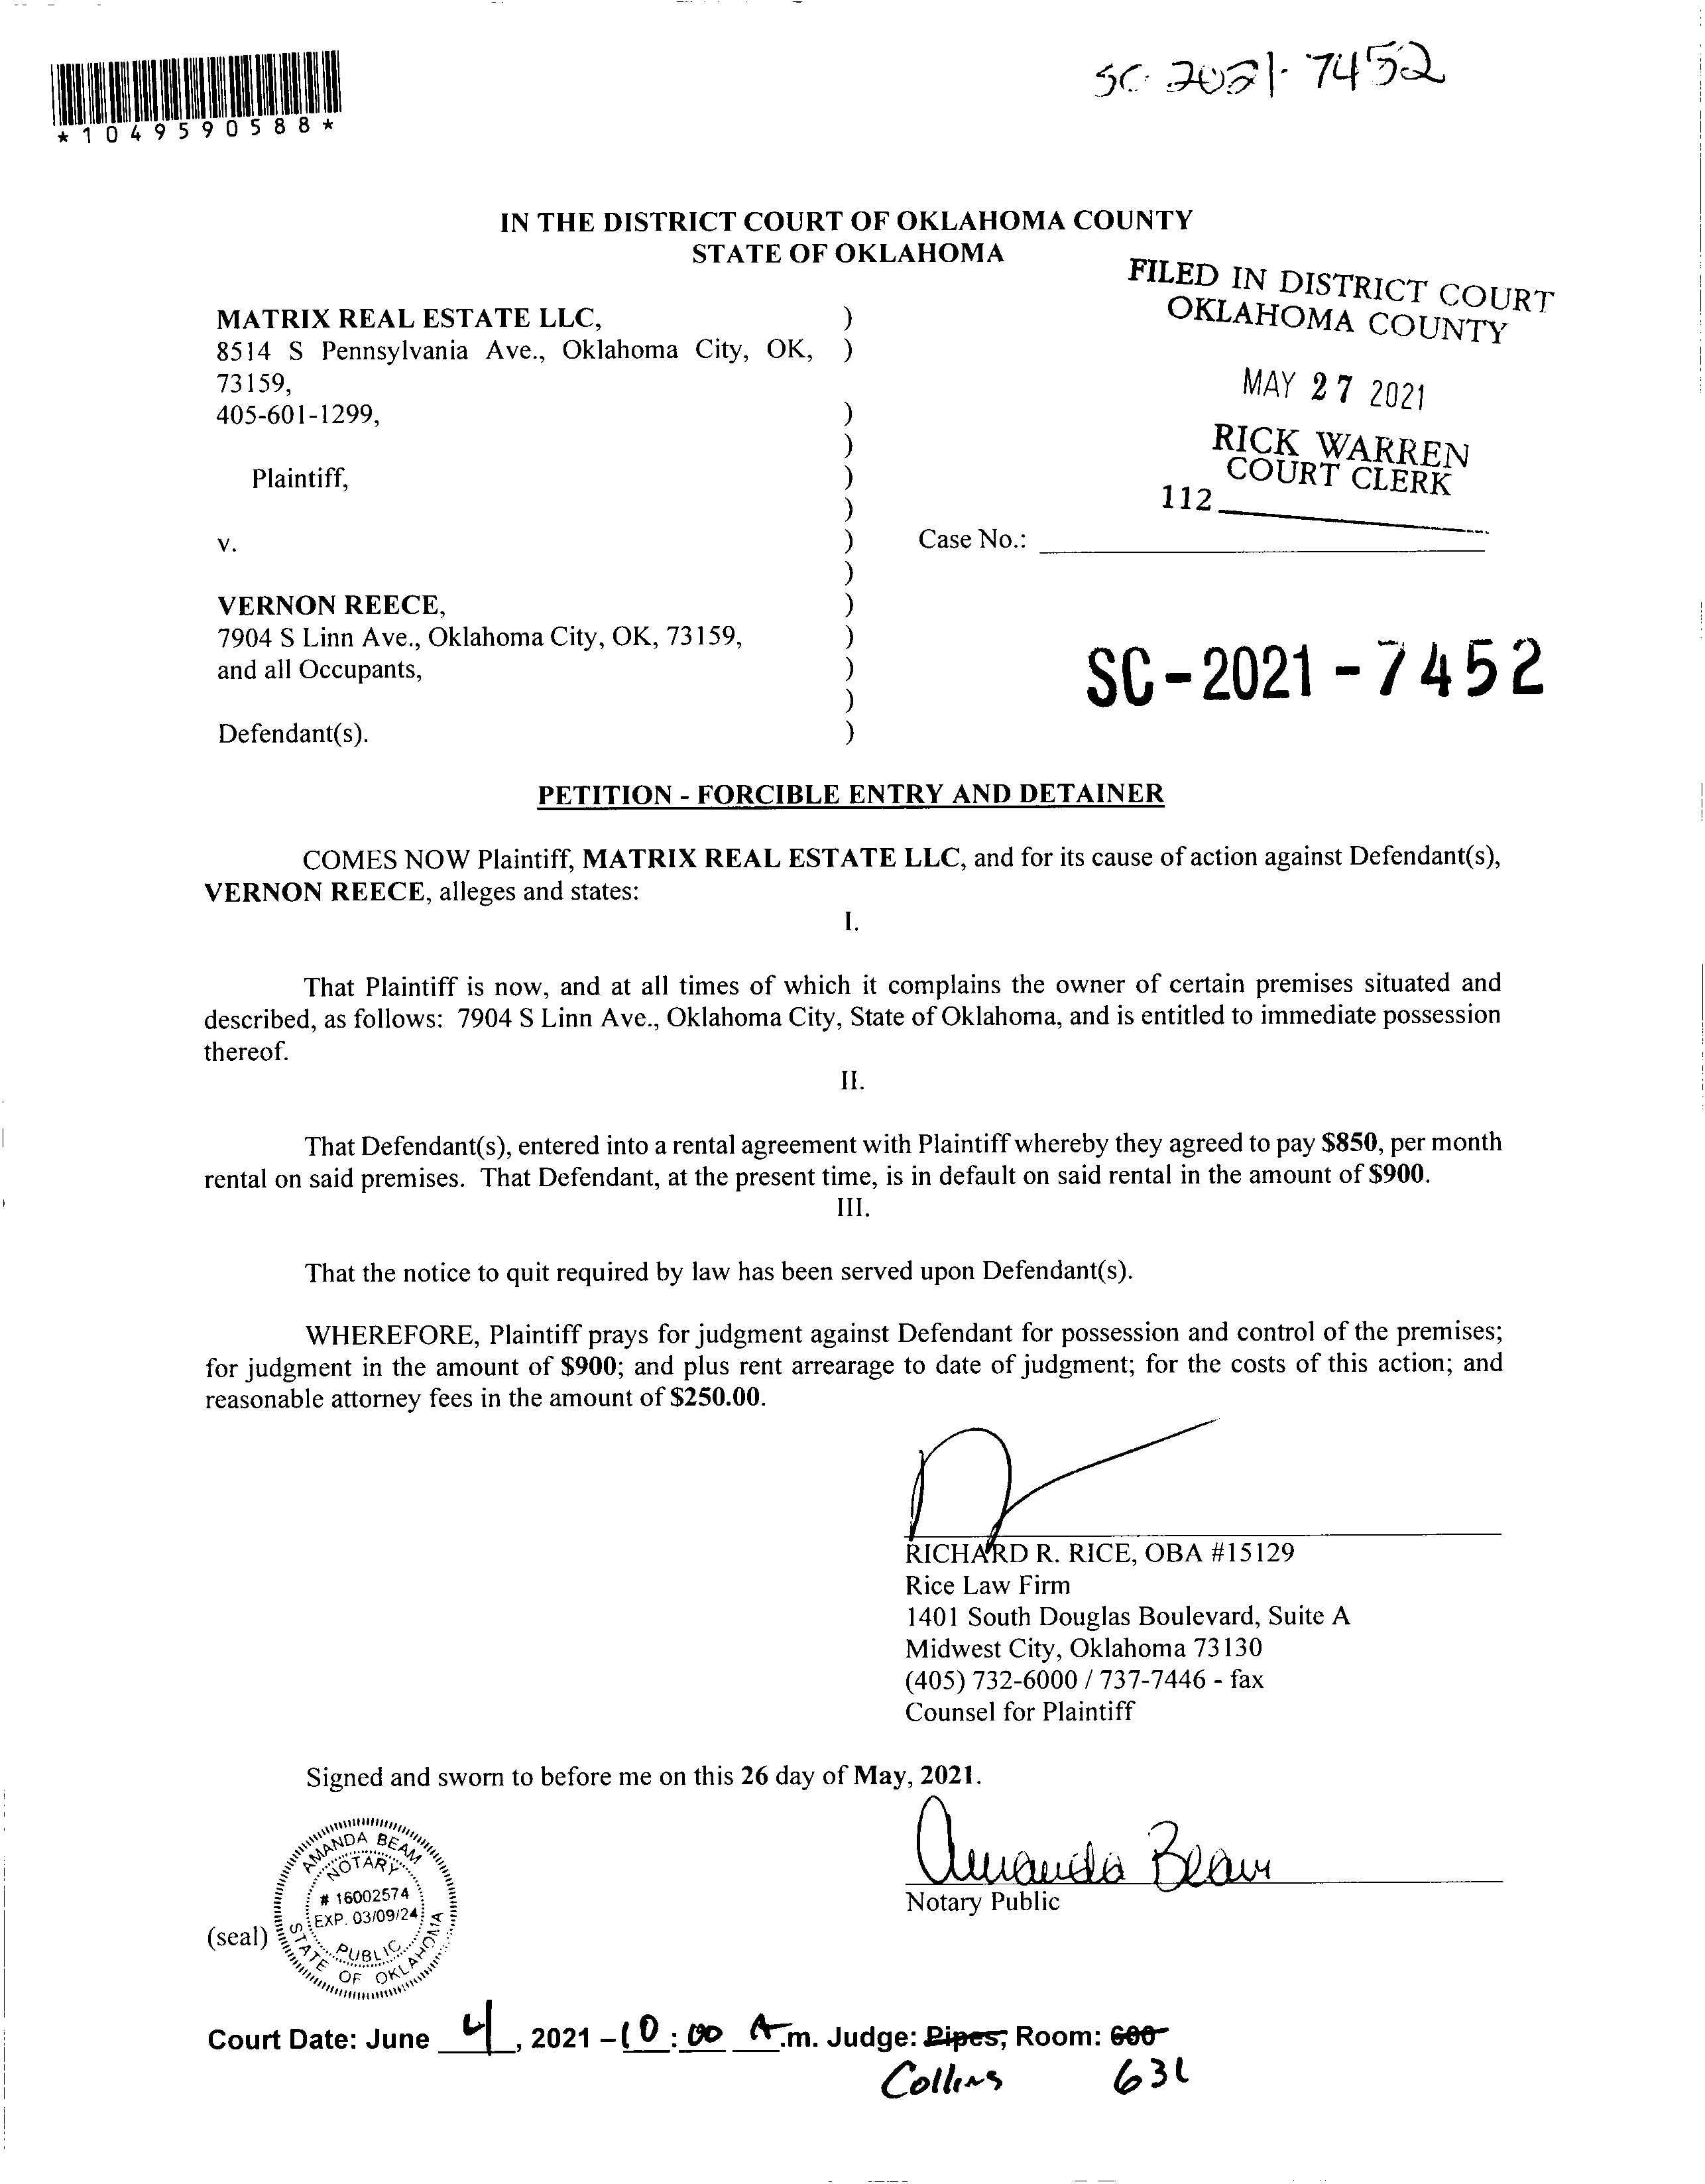 SC-2021-7452
*1049590588*
IN THE DISTRICT COURT OF OKLAHOMA COUNTY
STATE OF OKLAHOMA
FILED IN DISTRICT COURT
OKLAHOMA COUNTY
MAY 27 2021
RICK WARREN
COURT CLERK
112
MATRIX REAL ESTATE LLC, )
8514 S Pennsylvania Ave., Oklahoma City, OK, )
73159,
405-601-1299, )
)
Plaintiff, )
)
v. ) Case No.:
)
VERNON REECE, )
7904 S Linn Ave., Oklahoma City, OK, 73159, )
and all Occupants, )
)
Defendant(s). )
SC-2021-7452
PETITION - FORCIBLE ENTRY AND DETAINER
COMES NOW Plaintiff, MATRIX REAL ESTATE LLC, and for its cause of action against Defendant(s),
VERNON REECE, alleges and states:
I.
That Plaintiff is now, and at all times of which it complains the owner of certain premises situated and
described, as follows: 7904 S Linn Ave., Oklahoma City, State of Oklahoma, and is entitled to immediate possession
thereof.
II.
That Defendant(s), entered into a rental agreement with Plaintiff whereby they agreed to pay $850, per month
rental on said premises. That Defendant, at the present time, is in default on said rental in the amount of $900.
III.
That the notice to quit required by law has been served upon Defendant(s).
WHEREFORE, Plaintiff prays for judgment against Defendant for possession and control of the premises;
for judgment in the amount of $900; and plus rent arrearage to date of judgment; for the costs of this action; and
reasonable attorney fees in the amount of $250.00.
RICHARD R. RICE, OBA #15129
Rice Law Firm
1401 South Douglas Boulevard, Suite A
Midwest City, Oklahoma 73130
(405) 732-6000 / 737-7446 - fax
Counsel for Plaintiff
Signed and sworn to before me on this 26 day of May, 2021.
Amanda Beam
Notary Public
(seal)
AMANDA BEAM
NOTARY
# 16002574
EXP. 03/09/24
PUBLIC
STATE OF OKLAHOMA
Court Date: June 4, 2021 - 10:00 A.m. Judge: Pipes, Room: 600
Collins 631